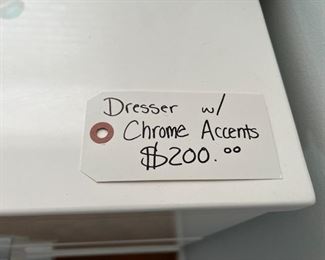 Dresser w/
Chrome Accents
$200.00